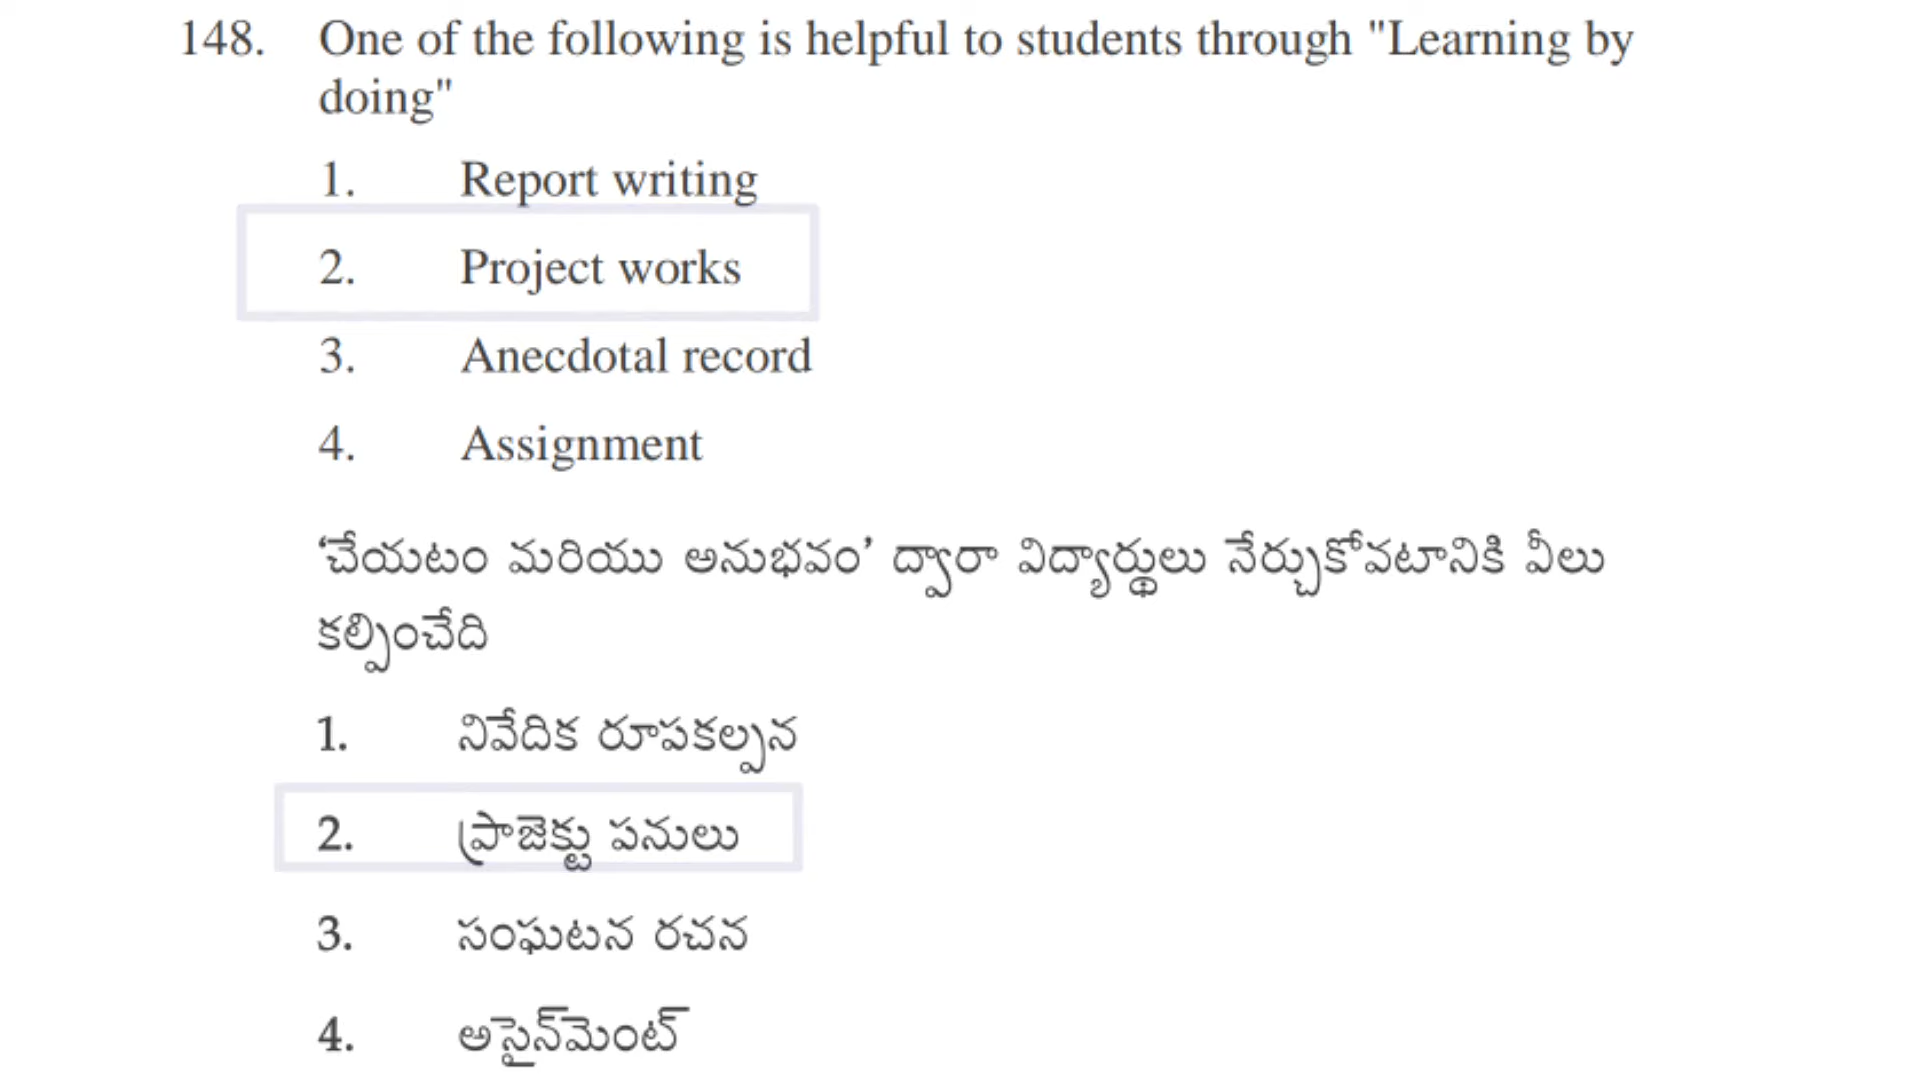 148. One of the following is helpful to students through "Learning by
doing"
1. Report writing
2. Project works
3. Anecdotal record
4. Assignment
‘చేయటం మరియు అనుభవం’ ద్వారా విద్యార్థులు నేర్చుకోవటానికి వీలు
కల్పించేది
1. నివేదిక రూపకల్పన
2. ప్రాజెక్టు పనులు
3. సంఘటన రచన
4. అసైన్‌మెంట్